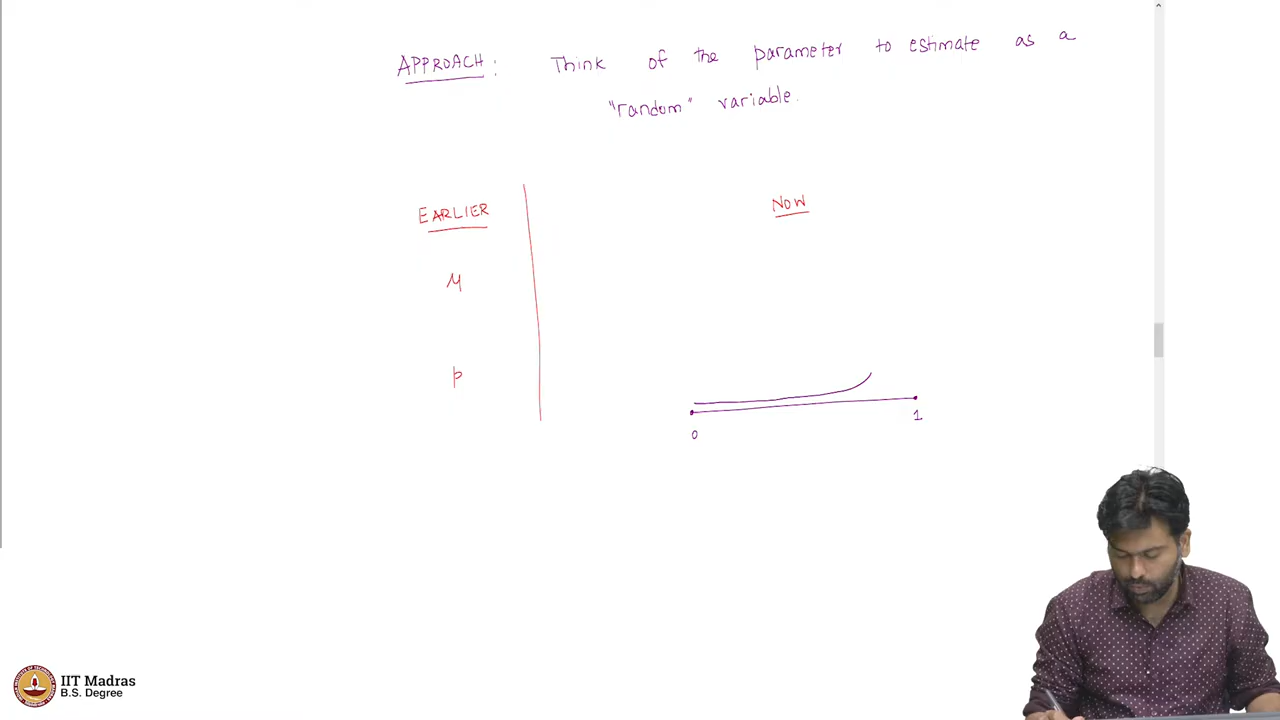 APPROACH: Think of the parameter to estimate as a
"random" variable.
EARLIER
NOW
μ
p
0
1
IIT Madras
B.S. Degree